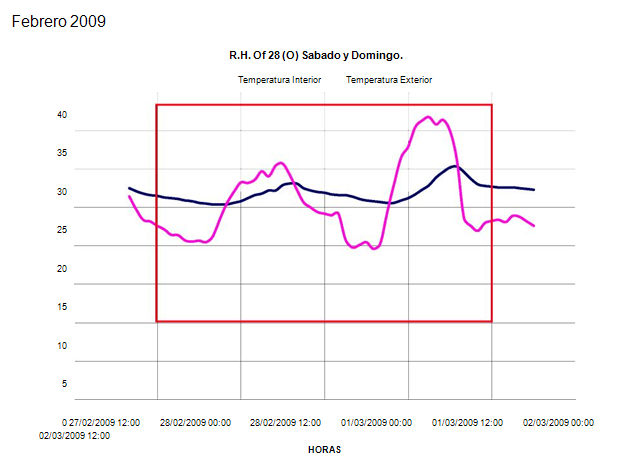 Febrero 2009
R.H. Of 28 (O) Sabado y Domingo.
Temperatura Interior Temperatura Exterior
40
35
30
25
20
15
10
5
0 27/02/2009 12:00 28/02/2009 00:00 28/02/2009 12:00 01/03/2009 00:00 01/03/2009 12:00 02/03/2009 00:00
02/03/2009 12:00
HORAS